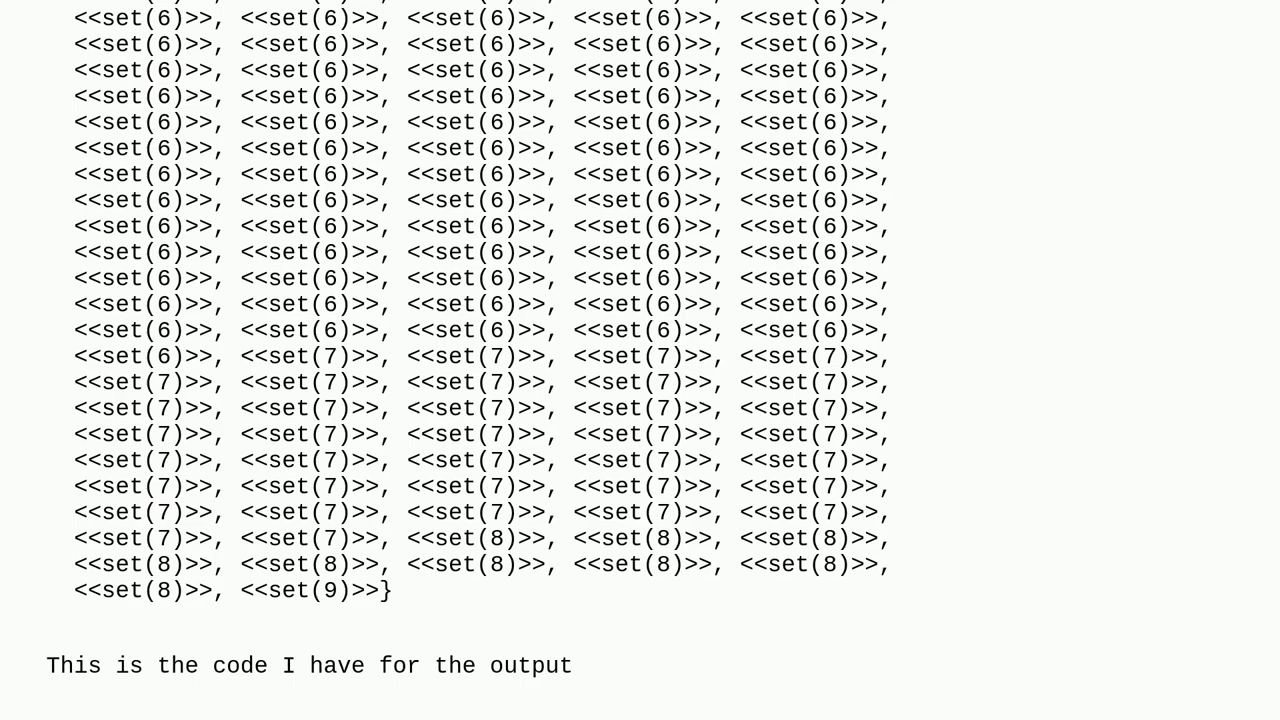 <<set(6)>>, <<set(6)>>, <<set(6)>>, <<set(6)>>, <<set(6)>>,
<<set(6)>>, <<set(6)>>, <<set(6)>>, <<set(6)>>, <<set(6)>>,
<<set(6)>>, <<set(6)>>, <<set(6)>>, <<set(6)>>, <<set(6)>>,
<<set(6)>>, <<set(6)>>, <<set(6)>>, <<set(6)>>, <<set(6)>>,
<<set(6)>>, <<set(6)>>, <<set(6)>>, <<set(6)>>, <<set(6)>>,
<<set(6)>>, <<set(6)>>, <<set(6)>>, <<set(6)>>, <<set(6)>>,
<<set(6)>>, <<set(6)>>, <<set(6)>>, <<set(6)>>, <<set(6)>>,
<<set(6)>>, <<set(6)>>, <<set(6)>>, <<set(6)>>, <<set(6)>>,
<<set(6)>>, <<set(6)>>, <<set(6)>>, <<set(6)>>, <<set(6)>>,
<<set(6)>>, <<set(6)>>, <<set(6)>>, <<set(6)>>, <<set(6)>>,
<<set(6)>>, <<set(6)>>, <<set(6)>>, <<set(6)>>, <<set(6)>>,
<<set(6)>>, <<set(6)>>, <<set(6)>>, <<set(6)>>, <<set(6)>>,
<<set(6)>>, <<set(6)>>, <<set(6)>>, <<set(6)>>, <<set(6)>>,
<<set(6)>>, <<set(7)>>, <<set(7)>>, <<set(7)>>, <<set(7)>>,
<<set(7)>>, <<set(7)>>, <<set(7)>>, <<set(7)>>, <<set(7)>>,
<<set(7)>>, <<set(7)>>, <<set(7)>>, <<set(7)>>, <<set(7)>>,
<<set(7)>>, <<set(7)>>, <<set(7)>>, <<set(7)>>, <<set(7)>>,
<<set(7)>>, <<set(7)>>, <<set(7)>>, <<set(7)>>, <<set(7)>>,
<<set(7)>>, <<set(7)>>, <<set(7)>>, <<set(7)>>, <<set(7)>>,
<<set(7)>>, <<set(7)>>, <<set(7)>>, <<set(7)>>, <<set(7)>>,
<<set(7)>>, <<set(7)>>, <<set(8)>>, <<set(8)>>, <<set(8)>>,
<<set(8)>>, <<set(8)>>, <<set(8)>>, <<set(8)>>, <<set(8)>>,
<<set(8)>>, <<set(9)>>}
This is the code I have for the output